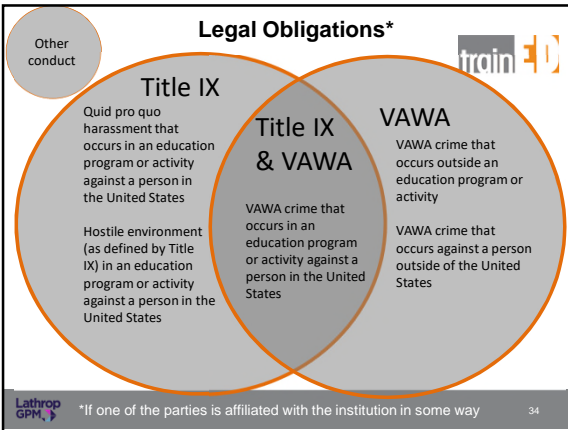 Legal Obligations*
Other
conduct
train ED
Title IX
Quid pro quo
harassment that
occurs in an education
program or activity
against a person in
the United States
Hostile environment
(as defined by Title
IX) in an education
program or activity
against a person in the
United States
Title IX
& VAWA
VAWA crime that
occurs in an
education program
or activity against a
person in the United
States
VAWA
VAWA crime that
occurs outside an
education program or
activity
VAWA crime that
occurs against a person
outside of the United
States
Lathrop
GPM
*If one of the parties is affiliated with the institution in some way
34